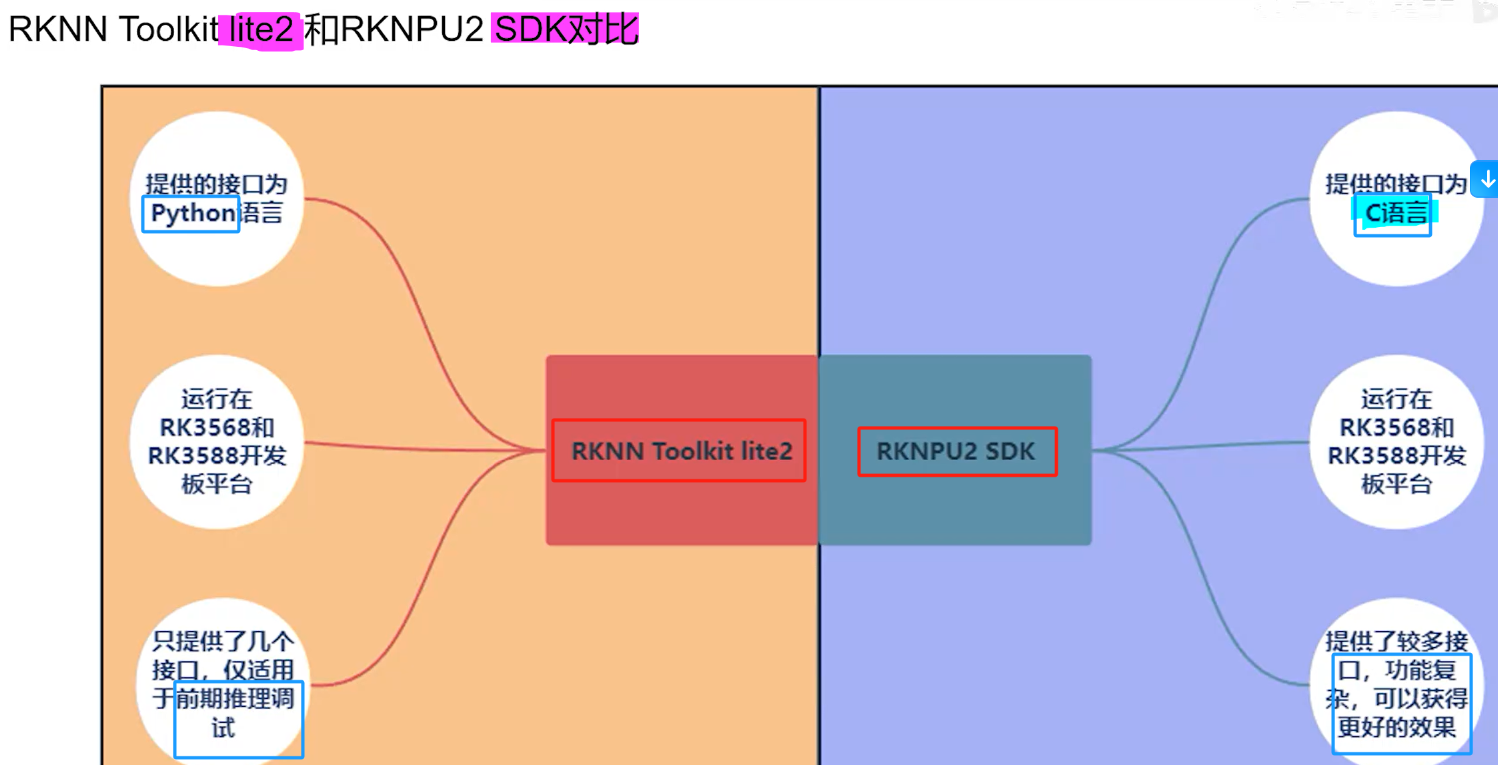 RKNN Toolkit lite2 和RKNPU2 SDK对比
提供的接口为
Python语言
运行在
RK3568和
RK3588开发
板平台
只提供了几个
接口，仅适用
于前期推理调
试
RKNN Toolkit lite2
RKNPU2 SDK
提供的接口为
C语言
运行在
RK3568和
RK3588开发
板平台
提供了较多接
口，功能复
杂，可以获得
更好的效果